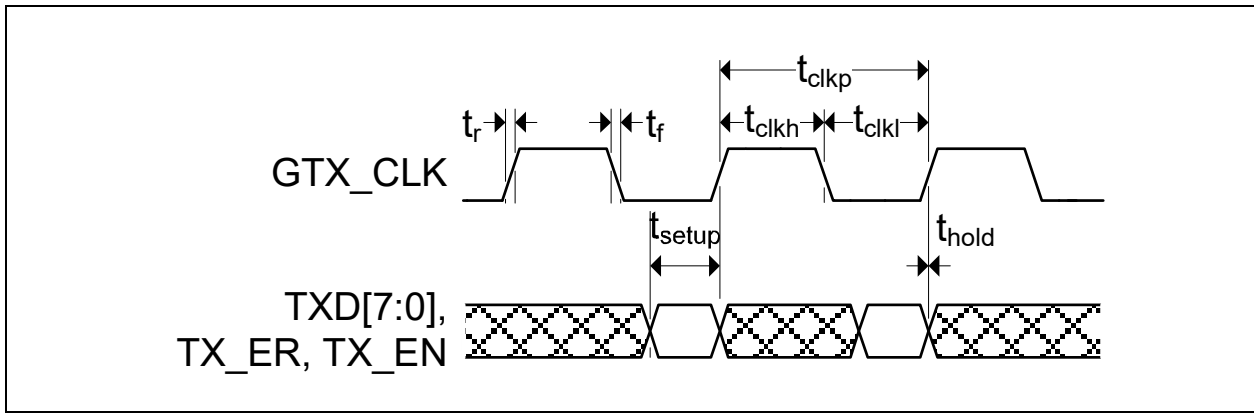 tclkp
tr tf tclkh tclkl
GTX_CLK
tsetup thold
TXD[7:0],
TX_ER, TX_EN